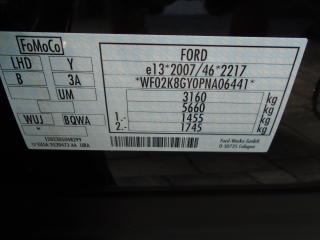 FoMoCo
FORD
LHD Y
e13*2007/46*2217
B 3A
*WF02K8GY0PNA06441*
UM
3160 kg
5660 kg
WUJ BQWA
1- 1455 kg
2- 1745 kg
Ford-Werke GmbH
D-50725 Cologne